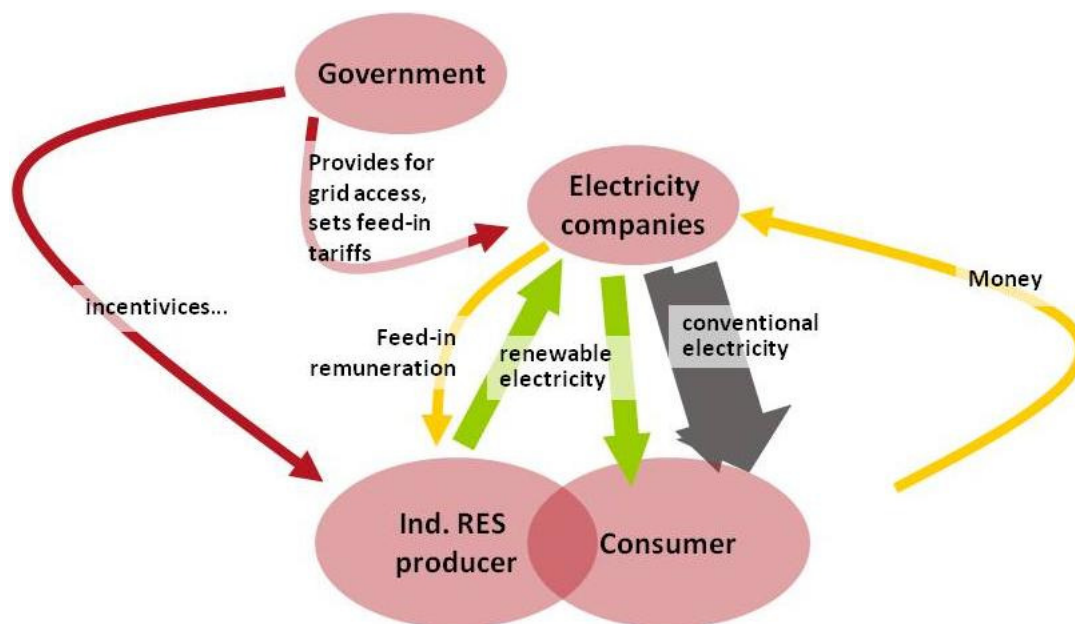 Government
Provides for
grid access,
sets feed-in
tariffs
Electricity
companies
Money
incentivices...
Feed-in
remuneration
renewable
electricity
conventional
electricity
Ind. RES
producer
Consumer